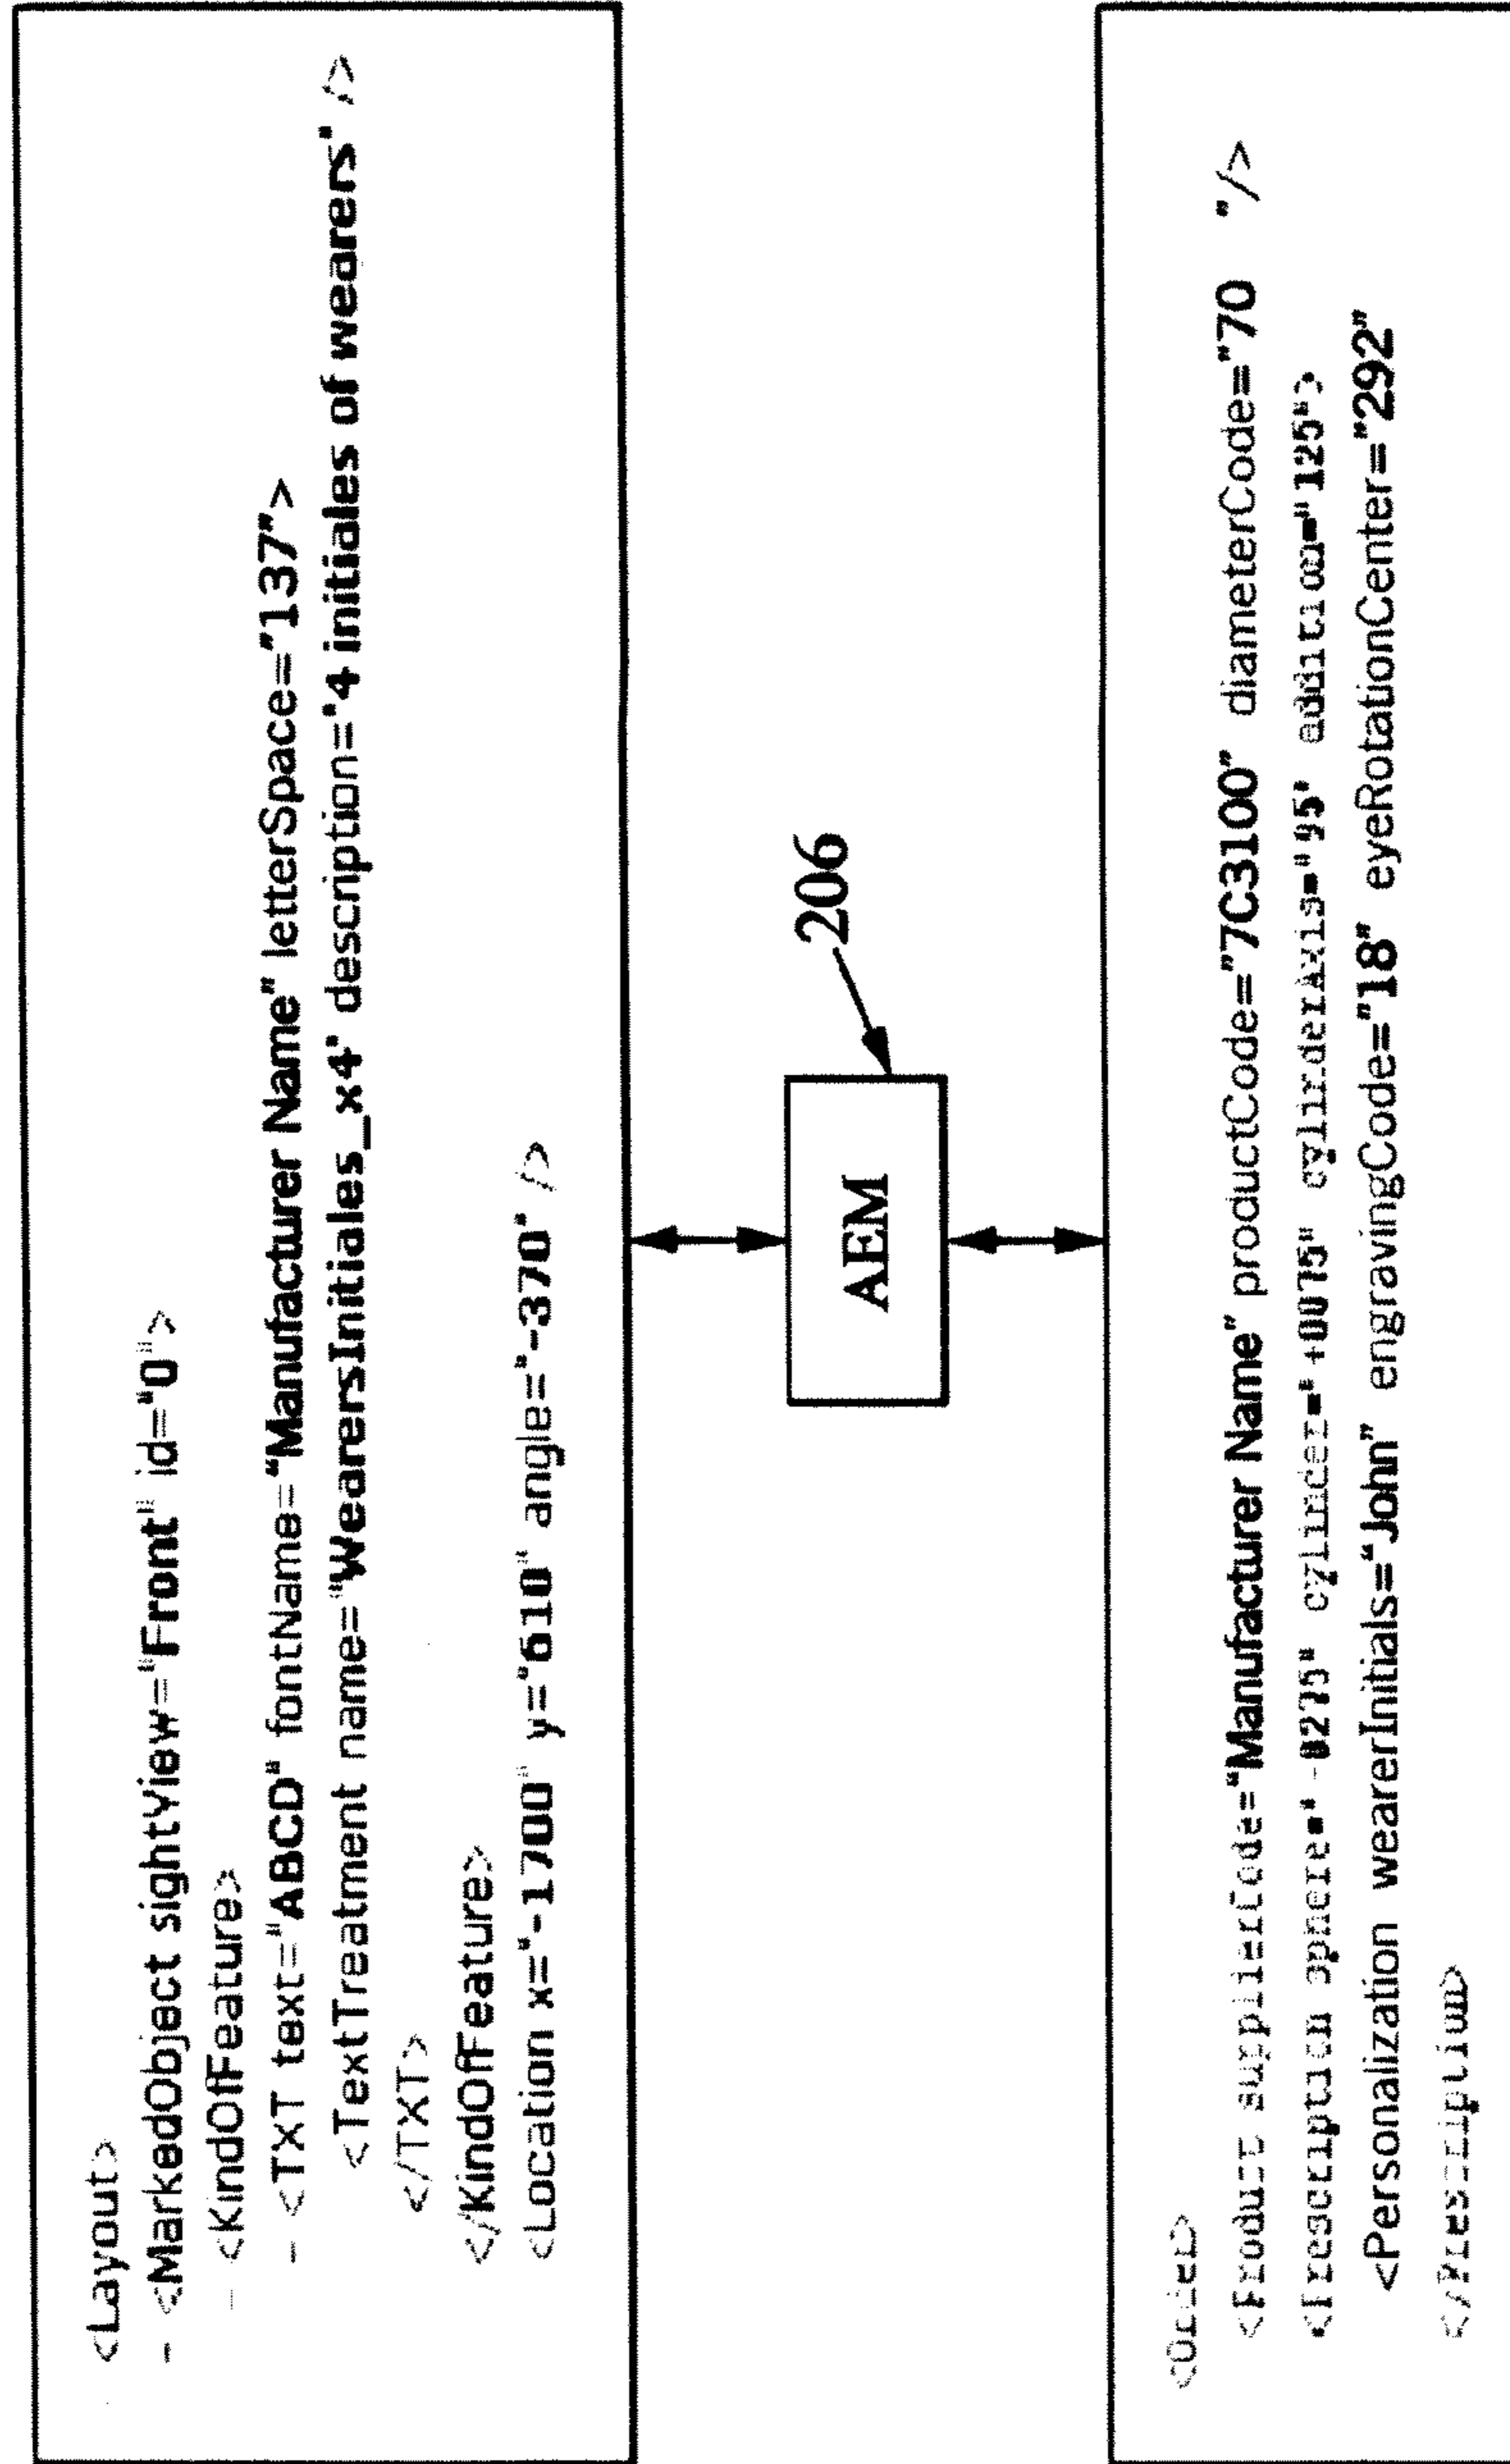 <Layout>
- <MarkedObject sightView="Front" id="0">
- <KindOfFeature>
- <TXT text="ABCD" fontName="Manufacturer Name" letterSpace="137">
<TextTreatment name="WearersInitiales_x4" description="4 initiales of wearers" />
</TXT>
</KindOfFeature>
<Location x="-1700" y="610" angle="-370" />
AEM
206
<Order>
<Product supplierCode="Manufacturer Name" productCode="7C3100" diameterCode="70 "/>
<Prescription sphere="-0275" cylinder="+0075" cylinderAxis="95" addition="125">
<Personalization wearerInitials="John" engravingCode="18" eyeRotationCenter="292"
</Prescription>